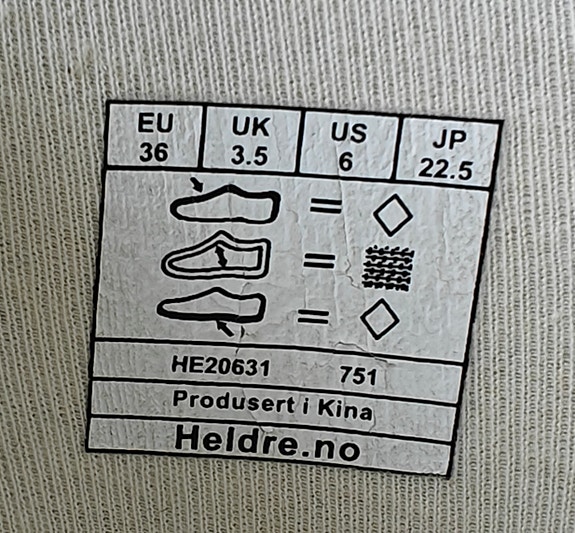 EU UK US JP
36 3.5 6 22.5
HE20631 751
Produsert i Kina
Heldre.no